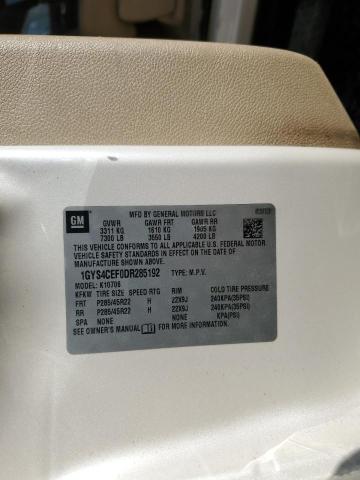 GM
MFD BY GENERAL MOTORS LLC
GVWR GAWR FRT GAWR RR
3311 KG 1610 KG 1905 KG
7300 LB 3550 LB 4200 LB
THIS VEHICLE CONFORMS TO ALL APPLICABLE U.S. FEDERAL MOTOR
VEHICLE SAFETY STANDARDS IN EFFECT ON THE DATE OF
MANUFACTURE SHOWN ABOVE.
1GYS4CEF0DR285192 TYPE: M.P.V.
MODEL: K10706
KFKW TIRE SIZE SPEED RTG RIM COLD TIRE PRESSURE
FRT P285/45R22 H 22X9J 240KPA(35PSI)
RR P285/45R22 H 22X9J 240KPA(35PSI)
SPA NONE NONE KPA(PSI)
SEE OWNER'S MANUAL FOR MORE INFORMATION.